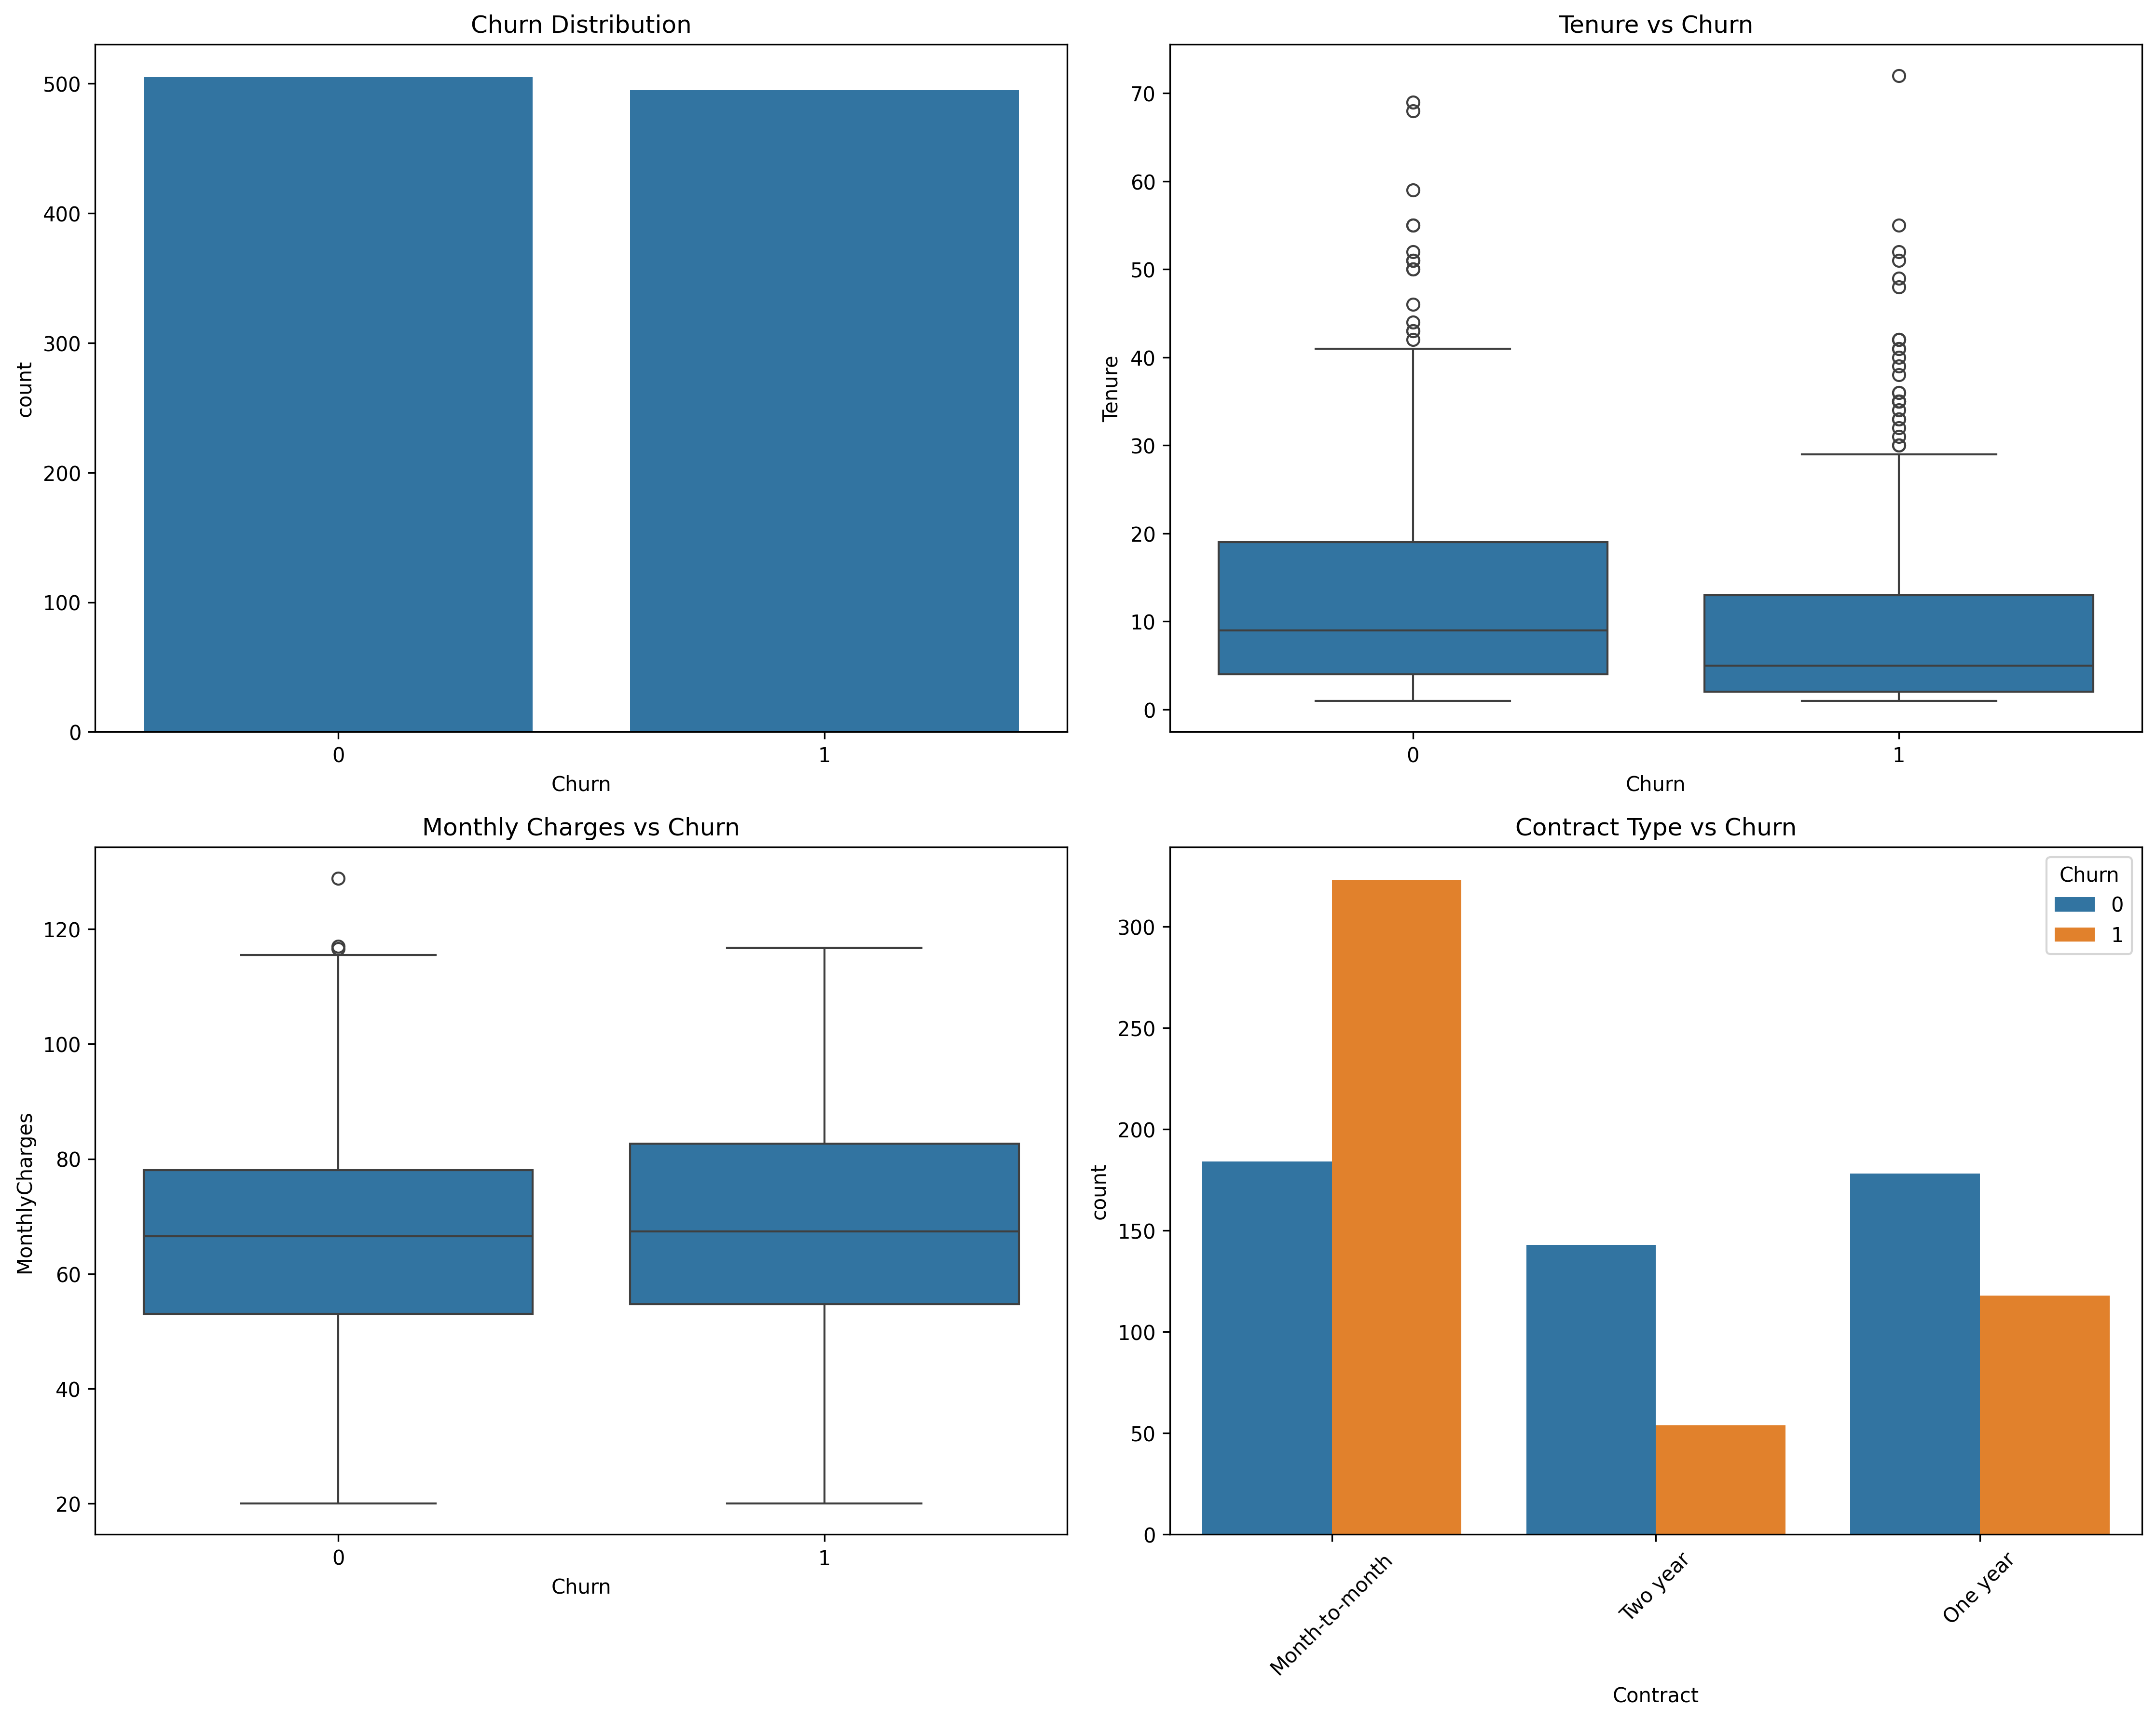 Churn Distribution
500
400
300
200
100
0
count
0
1
Churn
Tenure vs Churn
70
60
50
40
30
20
10
0
Tenure
0
1
Churn
Monthly Charges vs Churn
120
100
80
60
40
20
MonthlyCharges
0
1
Churn
Contract Type vs Churn
Churn
0
1
300
250
200
150
100
50
0
count
Month-to-month
Two year
One year
Contract